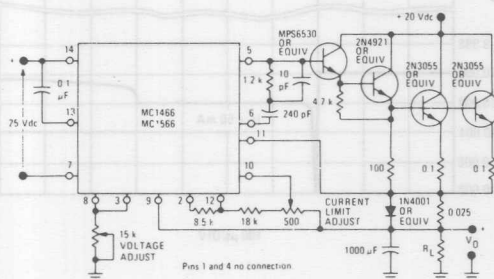 + 20 Vdc
MPS6530
OR
EQUIV
2N4921
OR
EQUIV
2N3055
OR
EQUIV
2N3055
OR
EQUIV
14
5
0.1
µF
1.2 k
10
pF
4.7 k
240 pF
MC1466
MC1566
13
6
11
25 Vdc
7
10
100
0.1
0.1
8
3
9
2
12
8.5 k
18 k
500
CURRENT
LIMIT
ADJUST
1N4001
OR
EQUIV
0.025
15 k
VOLTAGE
ADJUST
1000 µF
RL
VO
+
Pins 1 and 4 no connection